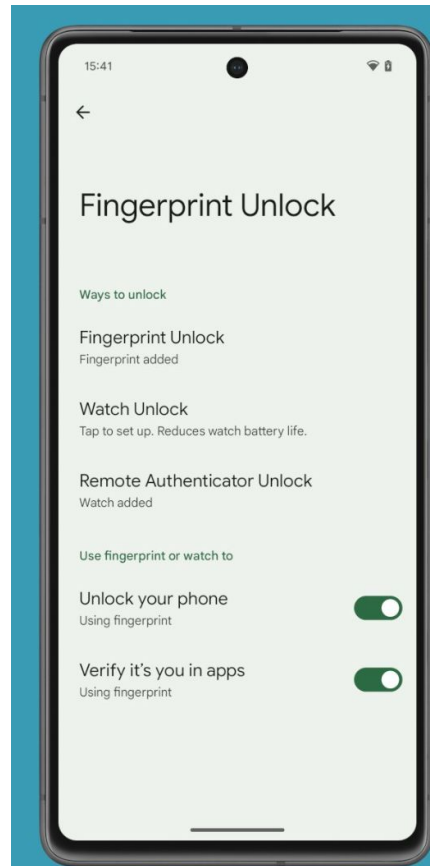 15:41
Fingerprint Unlock
Ways to unlock
Fingerprint Unlock
Fingerprint added
Watch Unlock
Tap to set up. Reduces watch battery life.
Remote Authenticator Unlock
Watch added
Use fingerprint or watch to
Unlock your phone
Using fingerprint
Verify it's you in apps
Using fingerprint